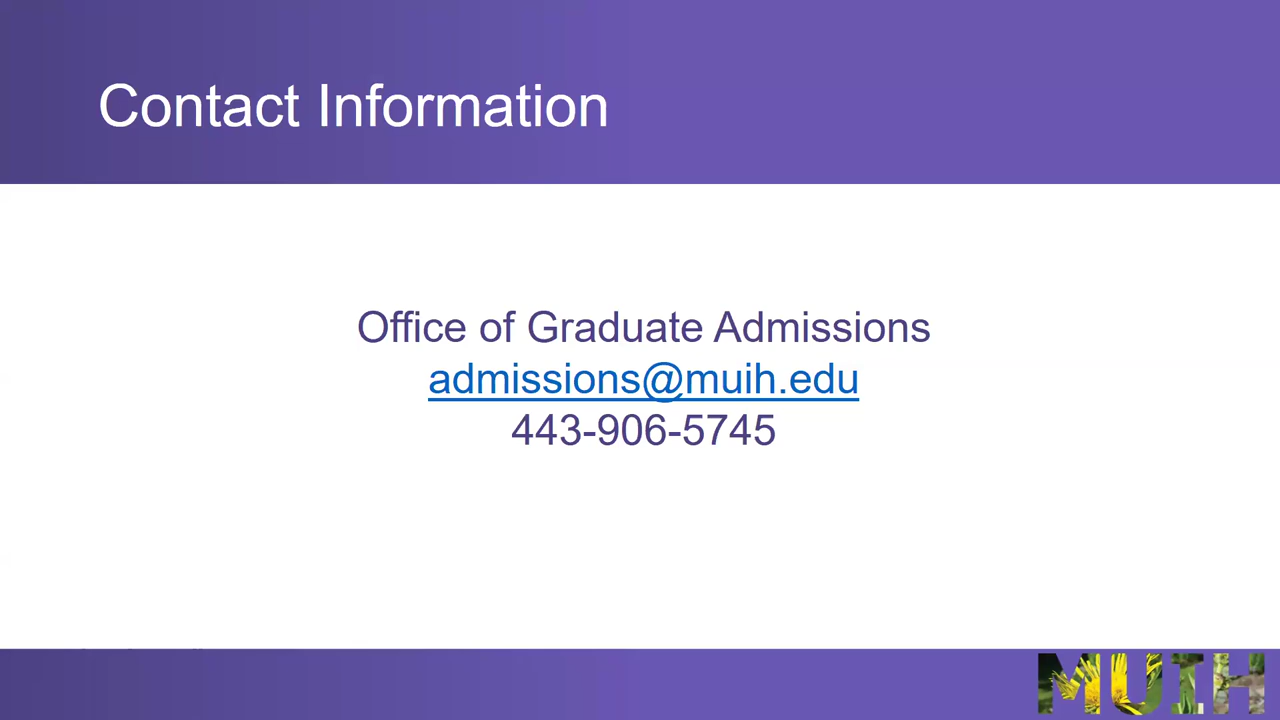 Contact Information
Office of Graduate Admissions
admissions@muih.edu
443-906-5745
MUIH